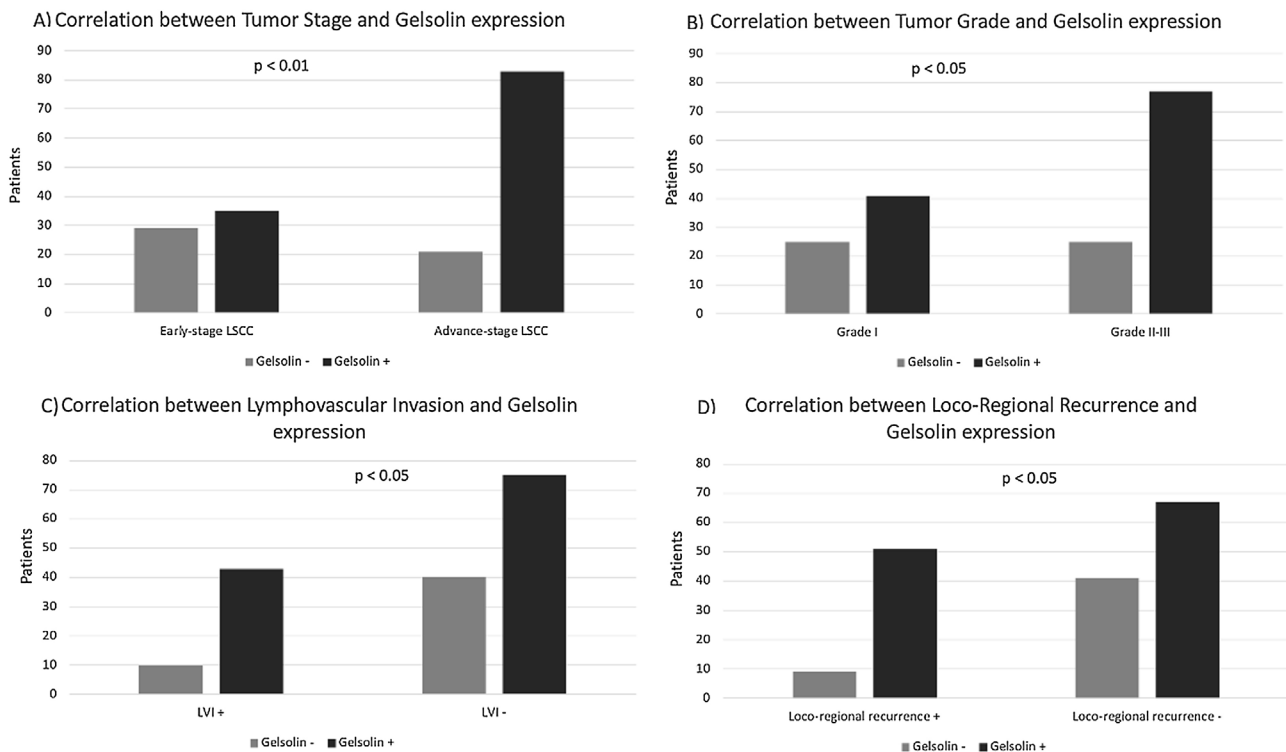 A) Correlation between Tumor Stage and Gelsolin expression
p < 0.01
90
80
70
60
50
40
30
20
10
0
Patients
Early-stage LSCC
Advance-stage LSCC
Gelsolin -
Gelsolin +
B) Correlation between Tumor Grade and Gelsolin expression
p < 0.05
90
80
70
60
50
40
30
20
10
0
Patients
Grade I
Grade II-III
Gelsolin -
Gelsolin +
C) Correlation between Lymphovascular Invasion and Gelsolin
expression
p < 0.05
80
70
60
50
40
30
20
10
0
Patients
LVI +
LVI -
Gelsolin -
Gelsolin +
D) Correlation between Loco-Regional Recurrence and
Gelsolin expression
p < 0.05
80
70
60
50
40
30
20
10
0
Patients
Loco-regional recurrence +
Loco-regional recurrence -
Gelsolin -
Gelsolin +